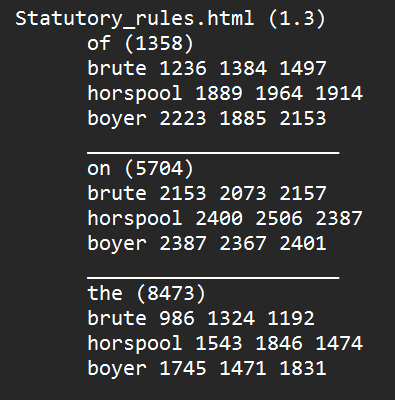 Statutory_rules.html (1.3)
of (1358)
brute 1236 1384 1497
horspool 1889 1964 1914
boyer 2223 1885 2153
_____________________
on (5704)
brute 2153 2073 2157
horspool 2400 2506 2387
boyer 2387 2367 2401
_____________________
the (8473)
brute 986 1324 1192
horspool 1543 1846 1474
boyer 1745 1471 1831